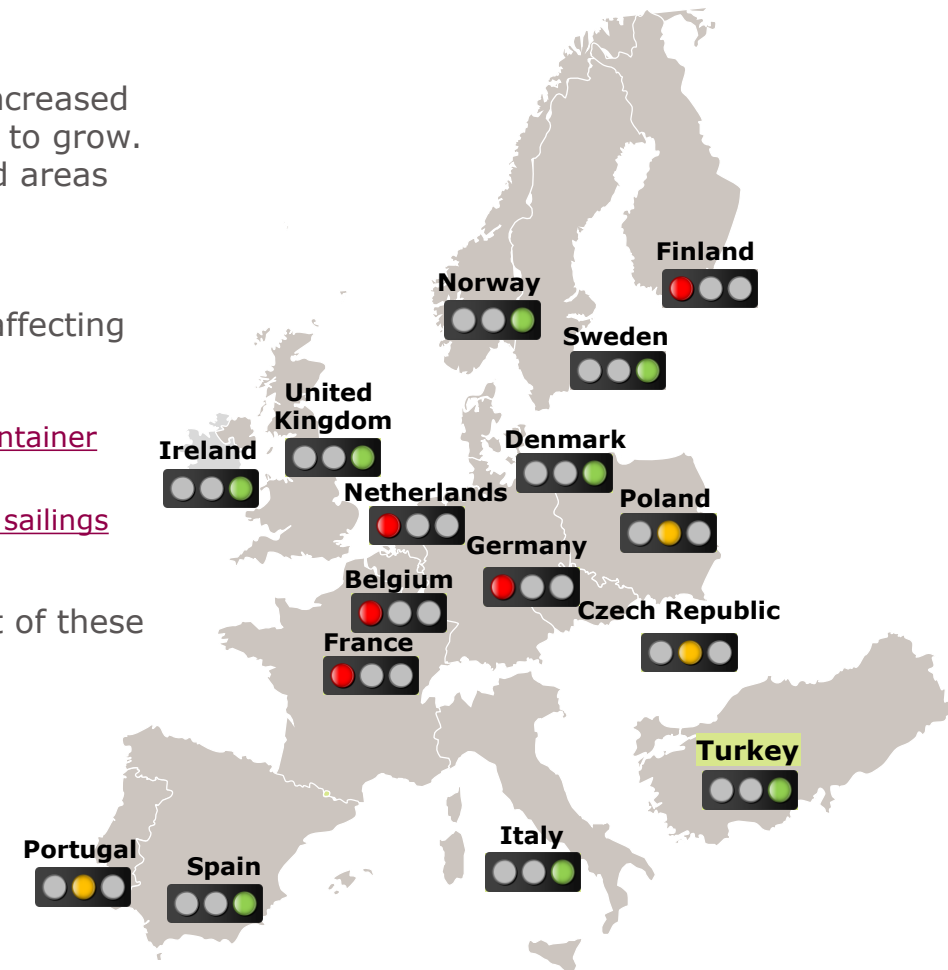 ncreased
to grow.
d areas
affecting
ntainer
sailings
t of these
Finland
Norway
Sweden
United
Kingdom
Ireland
Denmark
Netherlands
Poland
Germany
Belgium
Czech Republic
France
Turkey
Italy
Portugal
Spain